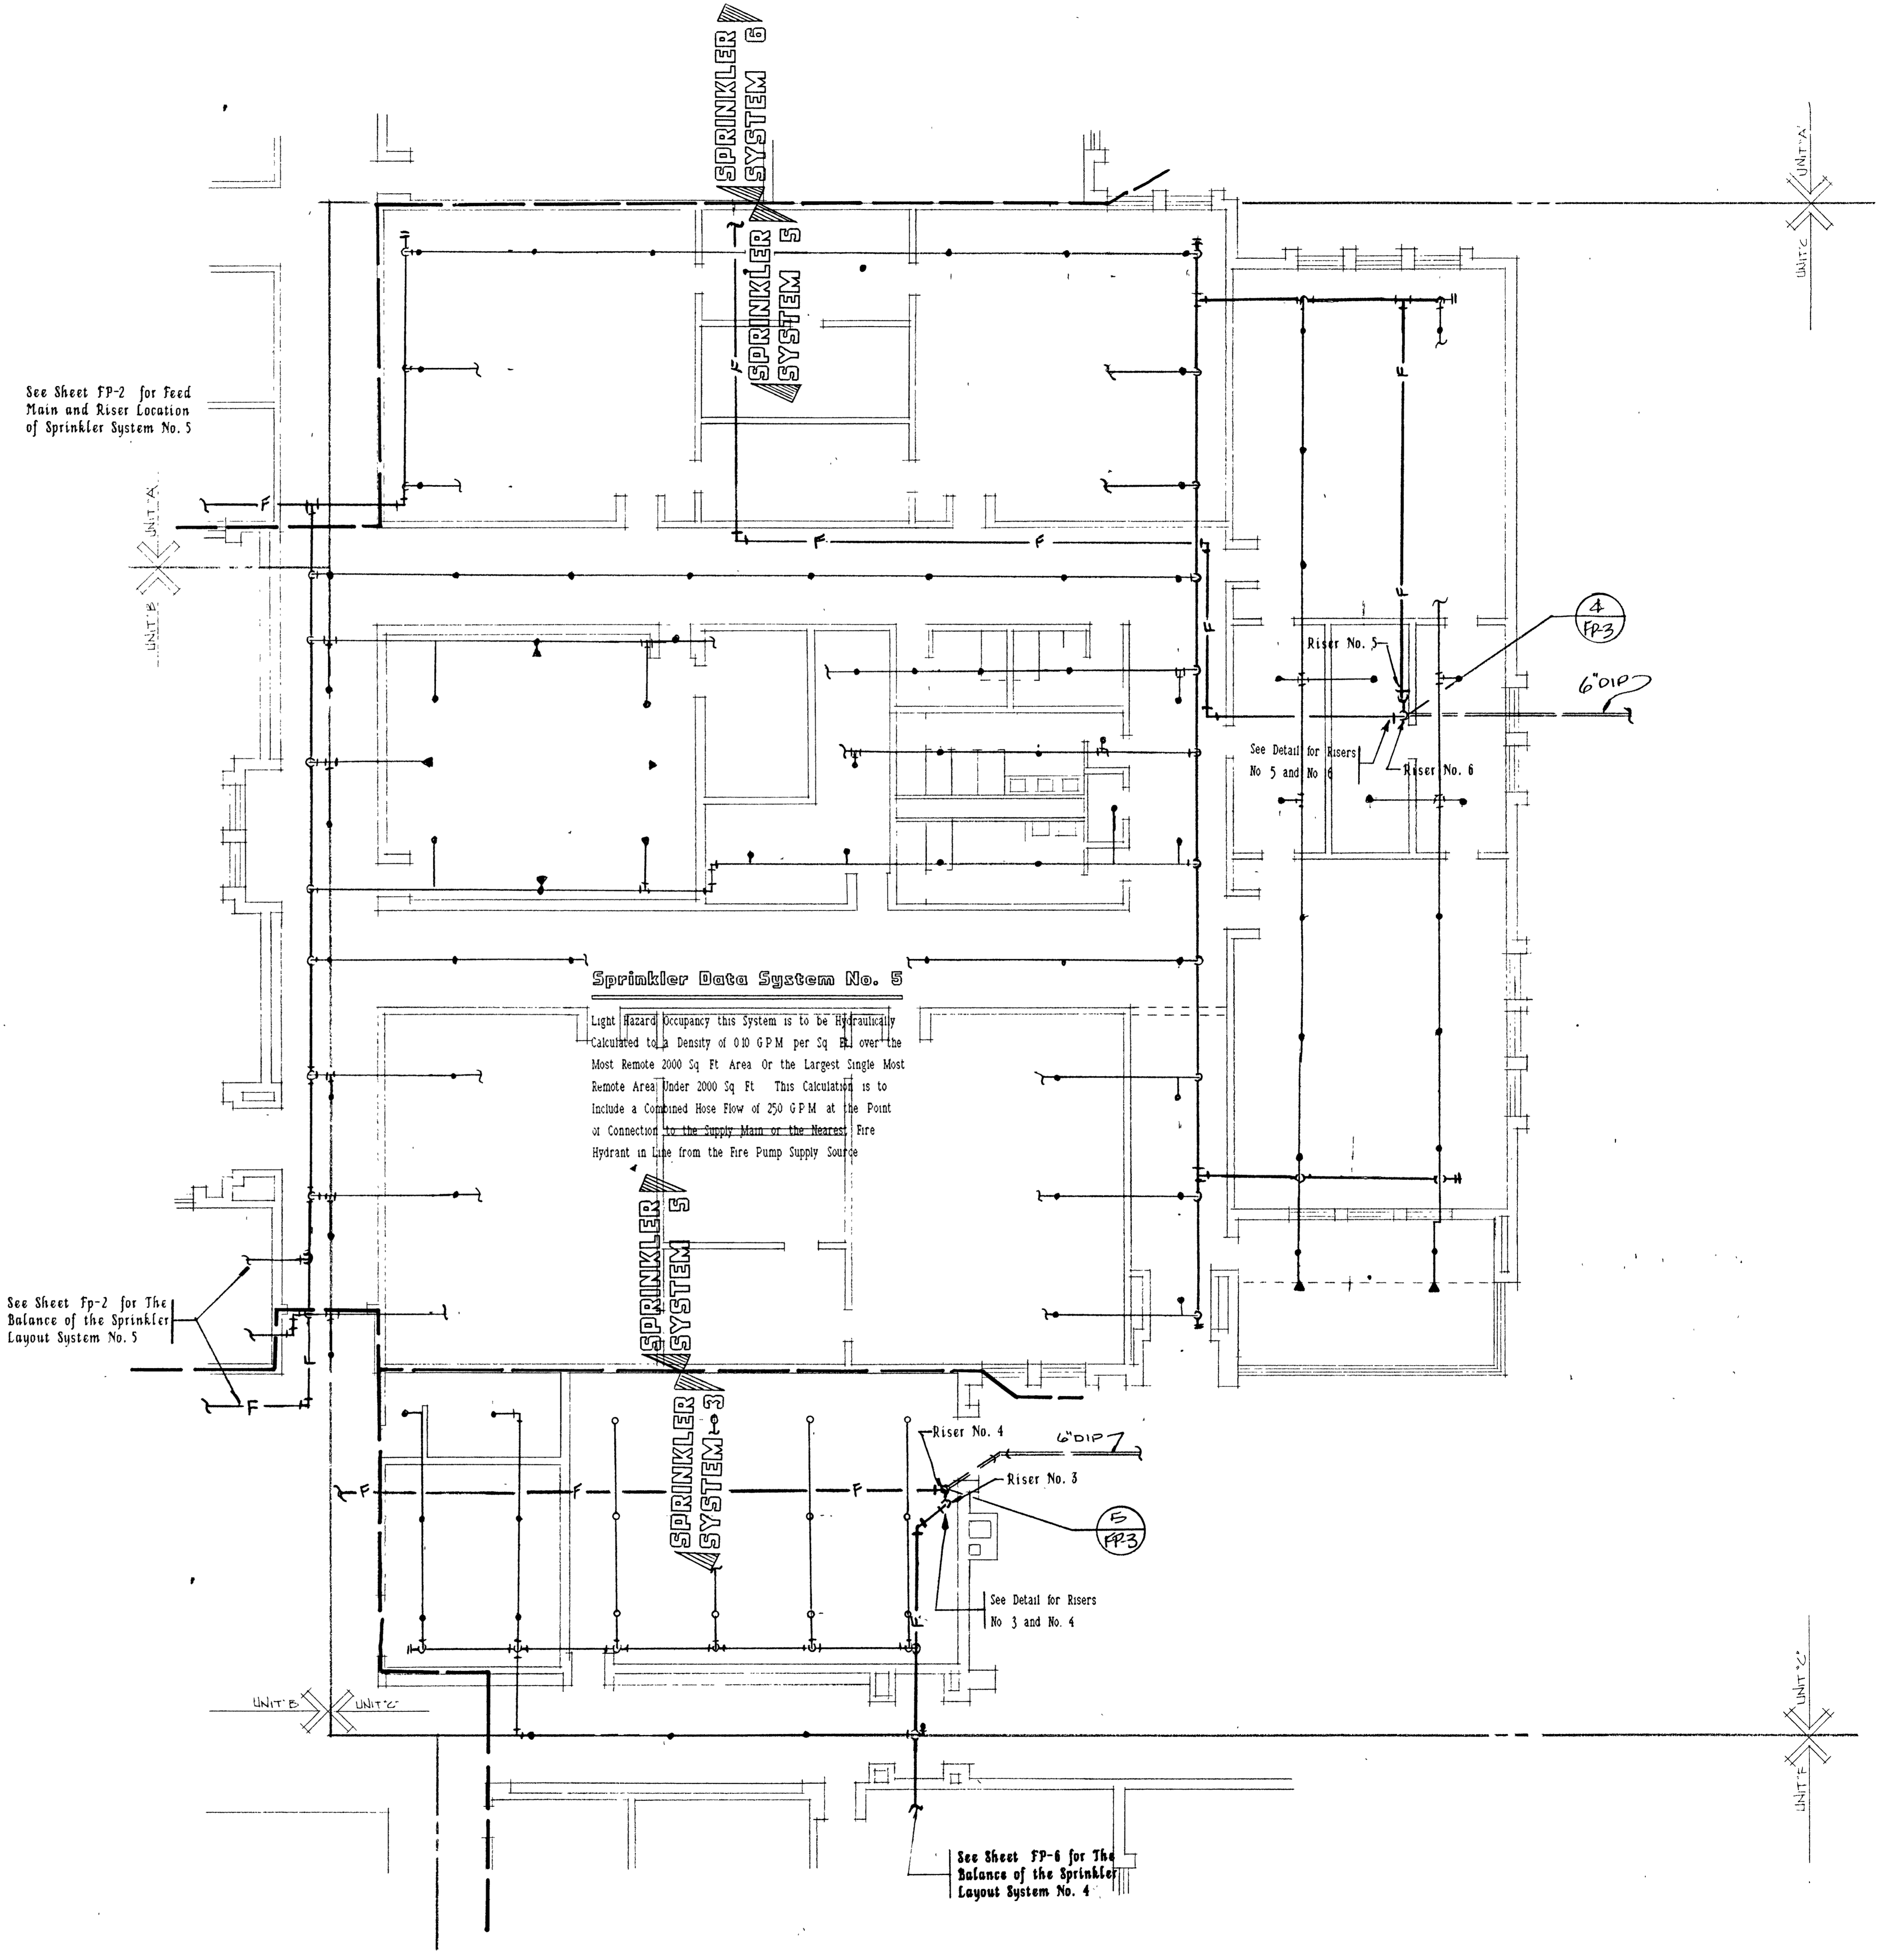 SPRINKLER
SYSTEM 6
UNIT "A"
UNIT "C"
SPRINKLER
SYSTEM 5
F
F
See Sheet FP-2 for Feed
Main and Riser Location
of Sprinkler System No. 5
F
UNIT "A"
UNIT "B"
F
F
F
F
4
FP-3
Riser No. 5
6" DIP
See Detail for Risers
No 5 and No 6
Riser No. 6
Sprinkler Data System No. 5
Light Hazard Occupancy this System is to be Hydraulically
Calculated to a Density of 010 G P M per Sq Ft over the
Most Remote 2000 Sq Ft Area Or the Largest Single Most
Remote Area Under 2000 Sq Ft This Calculation is to
Include a Combined Hose Flow of 250 G P M at the Point
of Connection to the Supply Main or the Nearest Fire
Hydrant in Line from the Fire Pump Supply Source
SPRINKLER
SYSTEM 5
See Sheet Fp-2 for The
Balance of the Sprinkler
Layout System No. 5
F
F
SPRINKLER
SYSTEM 3
Riser No. 4
6" DIP
Riser No. 3
F
F
F
5
FP-3
See Detail for Risers
No 3 and No. 4
F
UNIT "B"
UNIT "C"
UNIT "C"
UNIT "F"
See Sheet FP-6 for The
Balance of the Sprinkler
Layout System No. 4